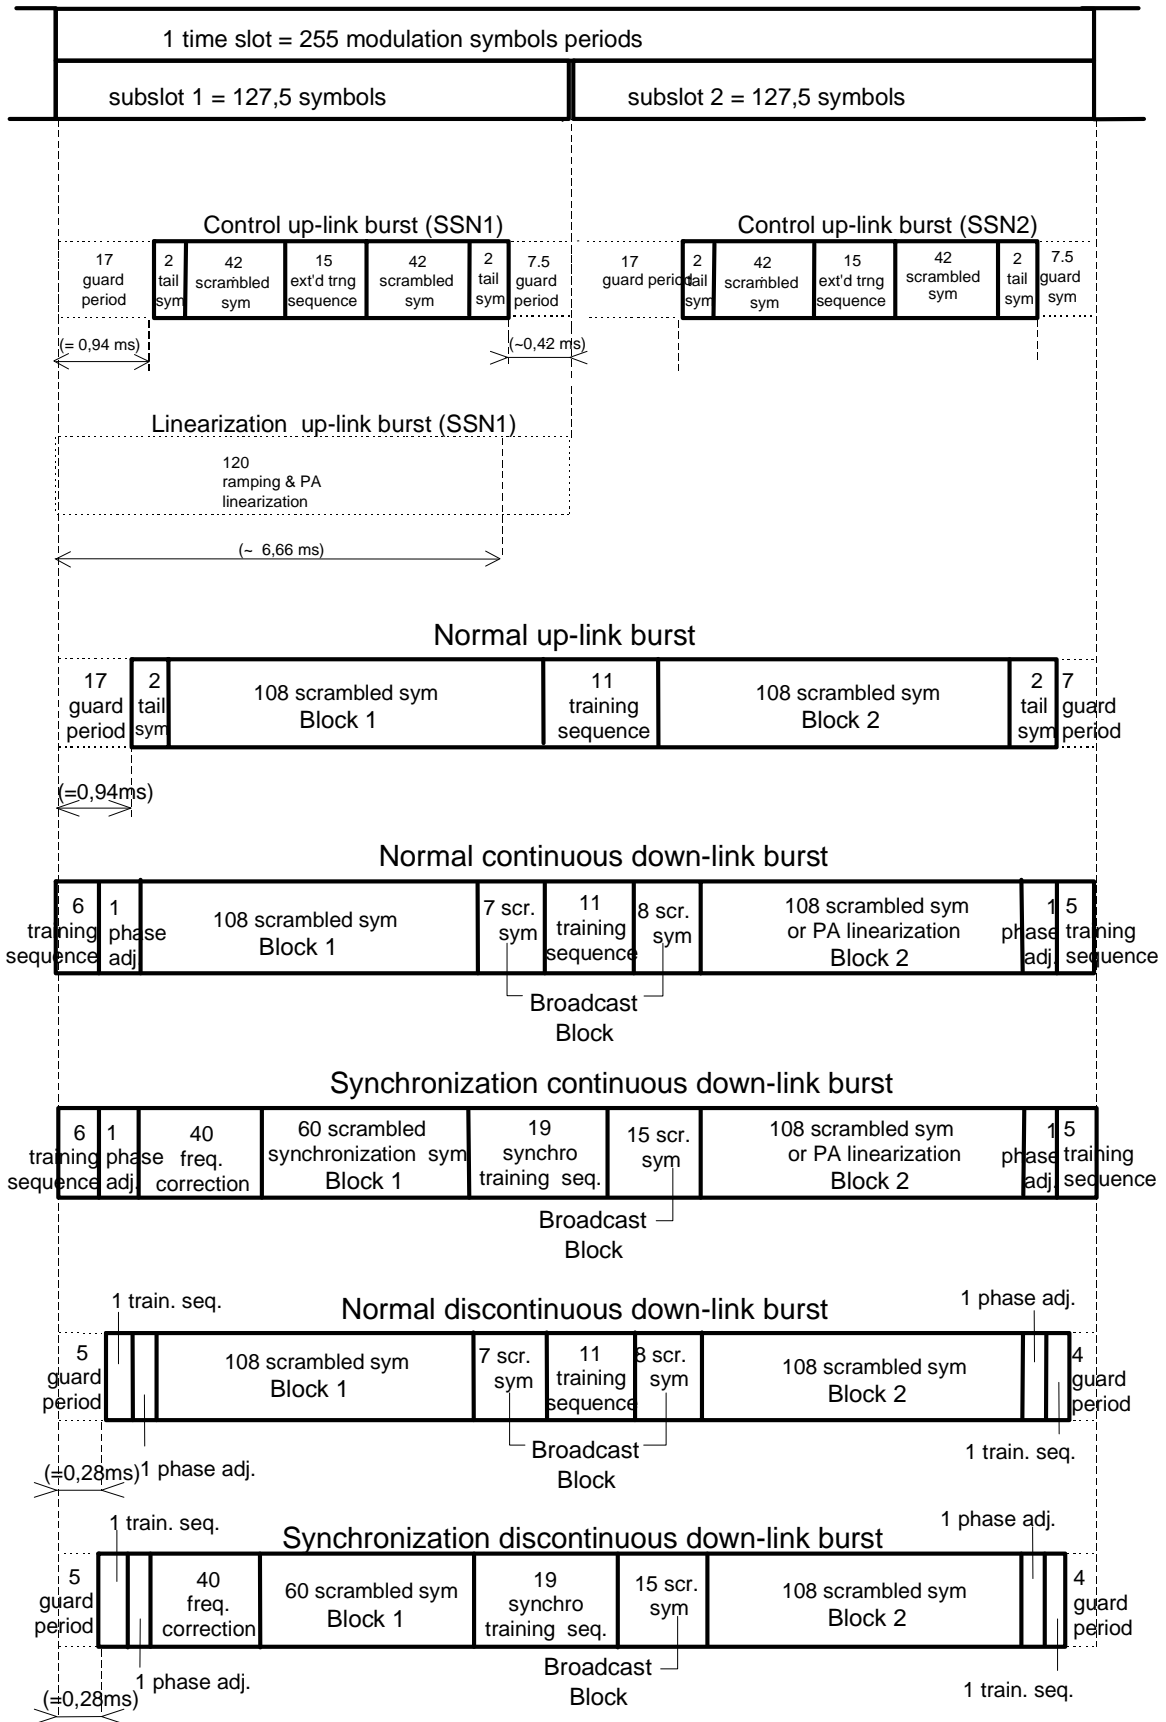 1 time slot = 255 modulation symbols periods
subslot 1 = 127,5 symbols
subslot 2 = 127,5 symbols
Control up-link burst (SSN1)
17
guard
period
2
tail
sym
42
scrambled
sym
15
ext'd trng
sequence
42
scrambled
sym
2
tail
sym
7.5
guard
period
(= 0,94 ms)
(~0,42 ms)
Control up-link burst (SSN2)
17
guard period
2
tail
sym
42
scrambled
sym
15
ext'd trng
sequence
42
scrambled
sym
2
tail
sym
7.5
guard
sym
Linearization up-link burst (SSN1)
120
ramping & PA
linearization
(~ 6,66 ms)
Normal up-link burst
17
guard
period
2
tail
sym
108 scrambled sym
Block 1
11
training
sequence
108 scrambled sym
Block 2
2
tail
sym
7
guard
period
(=0,94ms)
Normal continuous down-link burst
6
training
sequence
1
phase
adj.
108 scrambled sym
Block 1
7 scr.
sym
11
training
sequence
8 scr.
sym
108 scrambled sym
or PA linearization
Block 2
1
phase
adj.
5
training
sequence
Broadcast
Block
Synchronization continuous down-link burst
6
training
sequence
1
phase
adj.
40
freq.
correction
60 scrambled
synchronization sym
Block 1
19
synchro
training seq.
15 scr.
sym
108 scrambled sym
or PA linearization
Block 2
1
phase
adj.
5
training
sequence
Broadcast
Block
1 train. seq.
Normal discontinuous down-link burst
1 phase adj.
5
guard
period
108 scrambled sym
Block 1
7 scr.
sym
11
training
sequence
8 scr.
sym
108 scrambled sym
Block 2
4
guard
period
Broadcast
Block
1 train. seq.
(=0,28ms)
1 phase adj.
1 train. seq.
Synchronization discontinuous down-link burst
1 phase adj.
5
guard
period
40
freq.
correction
60 scrambled sym
Block 1
19
synchro
training seq.
15 scr.
sym
108 scrambled sym
Block 2
4
guard
period
1 phase adj.
Broadcast
Block
1 train. seq.
(=0,28ms)